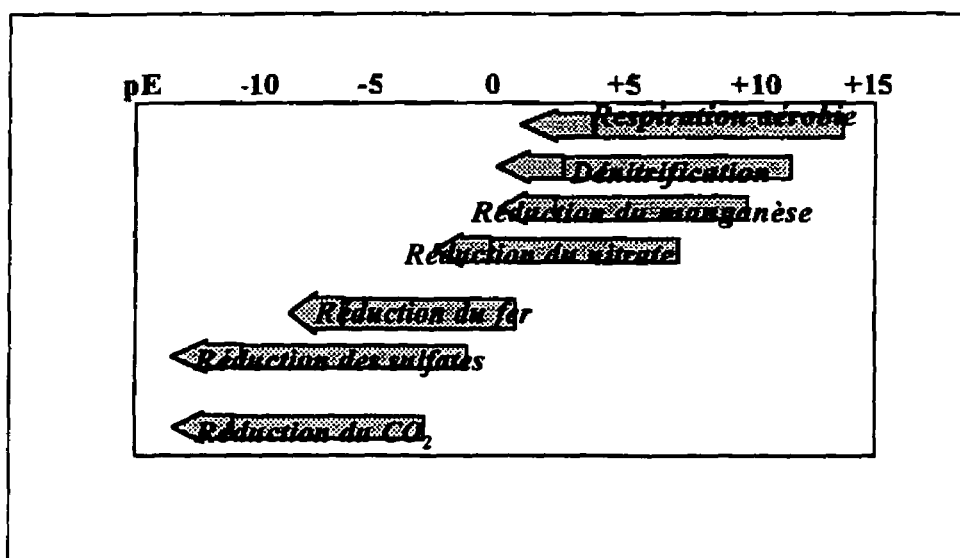 pE -10 -5 0 +5 +10 +15
Respiration aérobie
Dénitrification
Réduction du manganèse
Réduction du nitrate
Réduction du fer
Réduction des sulfates
Réduction du CO₂